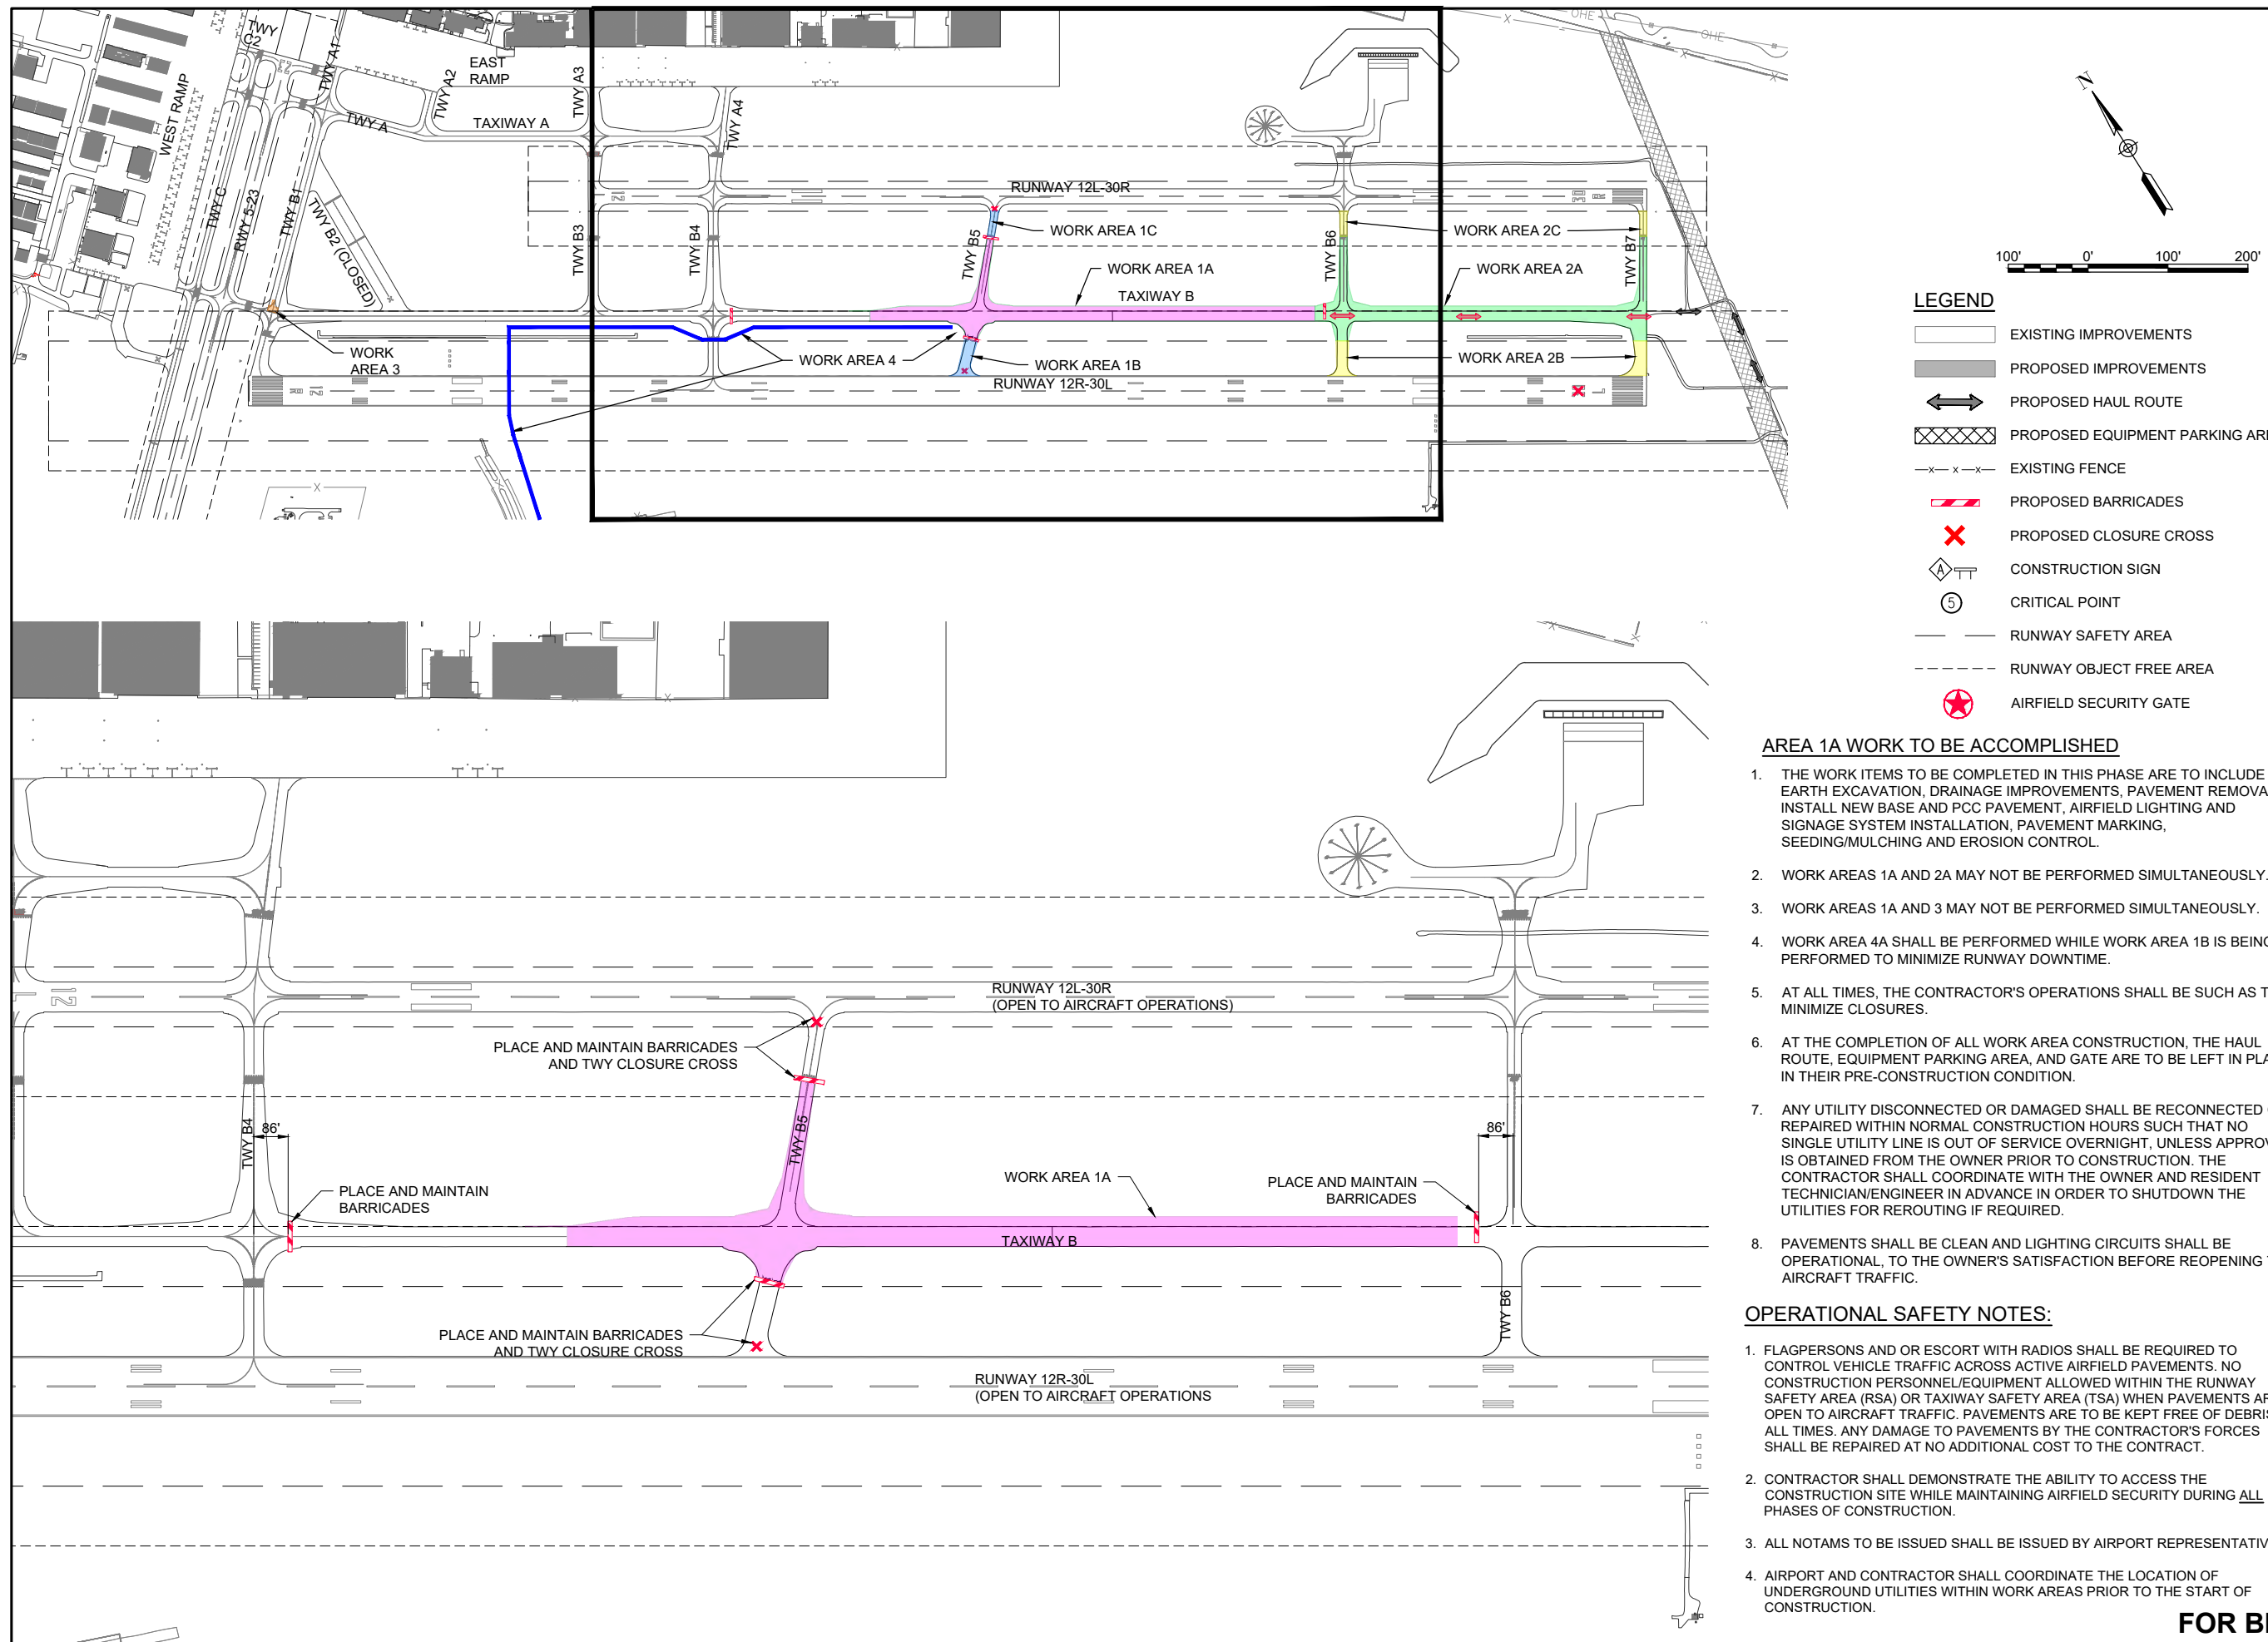 TWY
C2
TWY A1
EAST
RAMP
TWY A2
TWY A3
TWY A4
WEST RAMP
TWY A
TAXIWAY A
TWY C
RWY 5-23
TWY B1
TWY B2 (CLOSED)
TWY B3
TWY B4
TWY B5
TWY B6
TWY B7
RUNWAY 12L-30R
WORK AREA 1C
WORK AREA 2C
WORK AREA 1A
WORK AREA 2A
TAXIWAY B
WORK
AREA 3
WORK AREA 4
WORK AREA 1B
WORK AREA 2B
RUNWAY 12R-30L
OHE
OHE
N
100'
0'
100'
200'
LEGEND
EXISTING IMPROVEMENTS
PROPOSED IMPROVEMENTS
PROPOSED HAUL ROUTE
PROPOSED EQUIPMENT PARKING ARE
EXISTING FENCE
PROPOSED BARRICADES
PROPOSED CLOSURE CROSS
A
CONSTRUCTION SIGN
5
CRITICAL POINT
RUNWAY SAFETY AREA
RUNWAY OBJECT FREE AREA
AIRFIELD SECURITY GATE
AREA 1A WORK TO BE ACCOMPLISHED
1. THE WORK ITEMS TO BE COMPLETED IN THIS PHASE ARE TO INCLUDE
EARTH EXCAVATION, DRAINAGE IMPROVEMENTS, PAVEMENT REMOVA
INSTALL NEW BASE AND PCC PAVEMENT, AIRFIELD LIGHTING AND
SIGNAGE SYSTEM INSTALLATION, PAVEMENT MARKING,
SEEDING/MULCHING AND EROSION CONTROL.
2. WORK AREAS 1A AND 2A MAY NOT BE PERFORMED SIMULTANEOUSLY.
3. WORK AREAS 1A AND 3 MAY NOT BE PERFORMED SIMULTANEOUSLY.
4. WORK AREA 4A SHALL BE PERFORMED WHILE WORK AREA 1B IS BEING
PERFORMED TO MINIMIZE RUNWAY DOWNTIME.
5. AT ALL TIMES, THE CONTRACTOR'S OPERATIONS SHALL BE SUCH AS T
MINIMIZE CLOSURES.
6. AT THE COMPLETION OF ALL WORK AREA CONSTRUCTION, THE HAUL
ROUTE, EQUIPMENT PARKING AREA, AND GATE ARE TO BE LEFT IN PLA
IN THEIR PRE-CONSTRUCTION CONDITION.
7. ANY UTILITY DISCONNECTED OR DAMAGED SHALL BE RECONNECTED
REPAIRED WITHIN NORMAL CONSTRUCTION HOURS SUCH THAT NO
SINGLE UTILITY LINE IS OUT OF SERVICE OVERNIGHT, UNLESS APPROV
IS OBTAINED FROM THE OWNER PRIOR TO CONSTRUCTION. THE
CONTRACTOR SHALL COORDINATE WITH THE OWNER AND RESIDENT
TECHNICIAN/ENGINEER IN ADVANCE IN ORDER TO SHUTDOWN THE
UTILITIES FOR REROUTING IF REQUIRED.
8. PAVEMENTS SHALL BE CLEAN AND LIGHTING CIRCUITS SHALL BE
OPERATIONAL, TO THE OWNER'S SATISFACTION BEFORE REOPENING T
AIRCRAFT TRAFFIC.
OPERATIONAL SAFETY NOTES:
1. FLAGPERSONS AND OR ESCORT WITH RADIOS SHALL BE REQUIRED TO
CONTROL VEHICLE TRAFFIC ACROSS ACTIVE AIRFIELD PAVEMENTS. NO
CONSTRUCTION PERSONNEL/EQUIPMENT ALLOWED WITHIN THE RUNWAY
SAFETY AREA (RSA) OR TAXIWAY SAFETY AREA (TSA) WHEN PAVEMENTS AR
OPEN TO AIRCRAFT TRAFFIC. PAVEMENTS ARE TO BE KEPT FREE OF DEBRIS
ALL TIMES. ANY DAMAGE TO PAVEMENTS BY THE CONTRACTOR'S FORCES
SHALL BE REPAIRED AT NO ADDITIONAL COST TO THE CONTRACT.
2. CONTRACTOR SHALL DEMONSTRATE THE ABILITY TO ACCESS THE
CONSTRUCTION SITE WHILE MAINTAINING AIRFIELD SECURITY DURING ALL
PHASES OF CONSTRUCTION.
3. ALL NOTAMS TO BE ISSUED SHALL BE ISSUED BY AIRPORT REPRESENTATIV
4. AIRPORT AND CONTRACTOR SHALL COORDINATE THE LOCATION OF
UNDERGROUND UTILITIES WITHIN WORK AREAS PRIOR TO THE START OF
CONSTRUCTION.
FOR BI
RUNWAY 12L-30R
(OPEN TO AIRCRAFT OPERATIONS)
PLACE AND MAINTAIN BARRICADES
AND TWY CLOSURE CROSS
TWY B4
86'
TWY B5
86'
PLACE AND MAINTAIN
BARRICADES
WORK AREA 1A
PLACE AND MAINTAIN
BARRICADES
TAXIWAY B
TWY B6
PLACE AND MAINTAIN BARRICADES
AND TWY CLOSURE CROSS
RUNWAY 12R-30L
(OPEN TO AIRCRAFT OPERATIONS
12